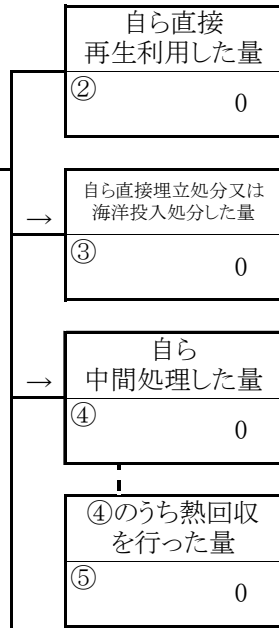 自ら直接
再生利用した量
②
0
自ら直接埋立処分又は
→ 海洋投入処分した量
③
0
自ら
→ 中間処理した量
④
0
④のうち熱回収
を行った量
⑤
0